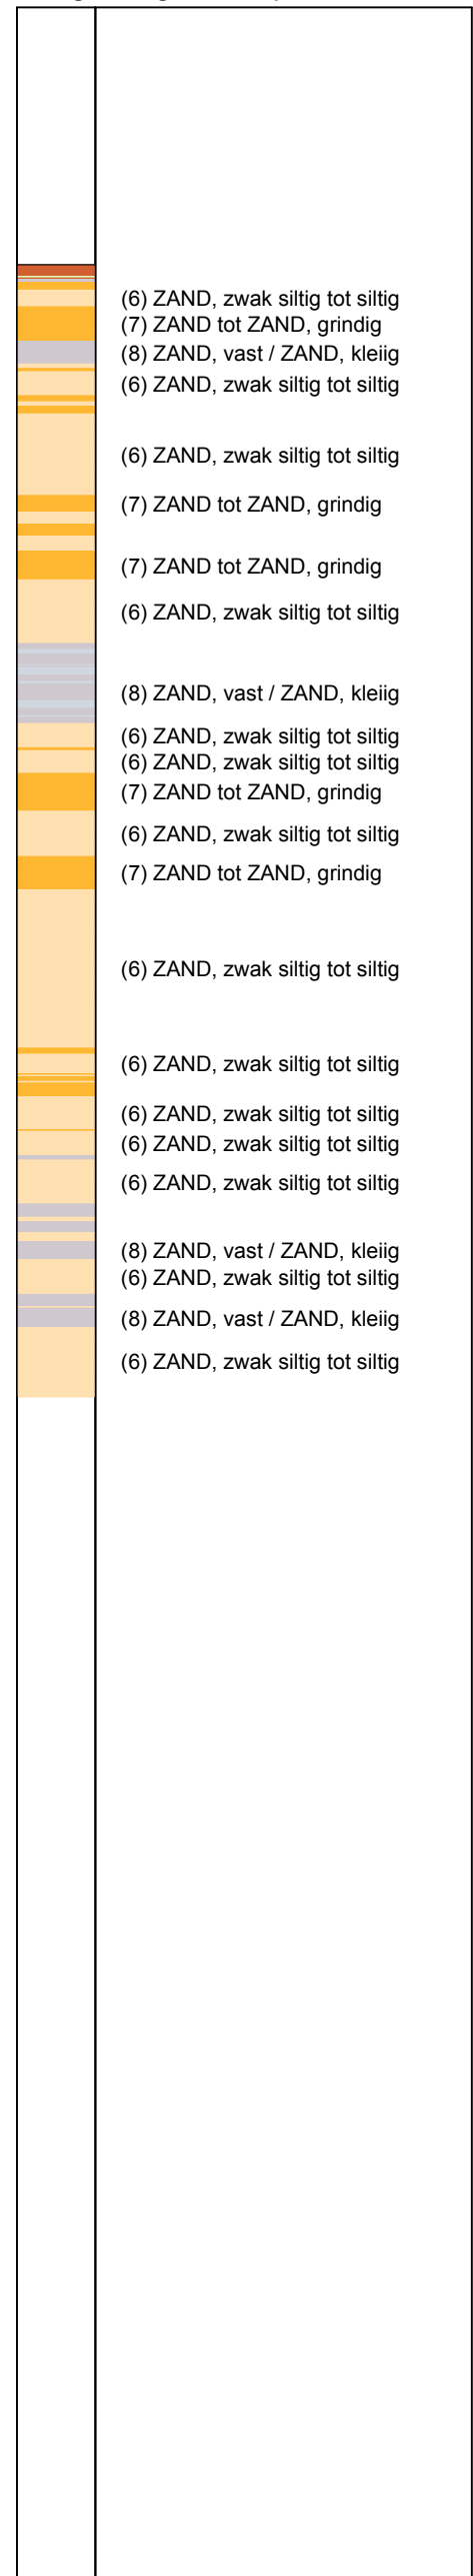 (6) ZAND, zwak siltig tot siltig
(7) ZAND tot ZAND, grindig
(8) ZAND, vast / ZAND, kleiig
(6) ZAND, zwak siltig tot siltig
(6) ZAND, zwak siltig tot siltig
(7) ZAND tot ZAND, grindig
(7) ZAND tot ZAND, grindig
(6) ZAND, zwak siltig tot siltig
(8) ZAND, vast / ZAND, kleiig
(6) ZAND, zwak siltig tot siltig
(6) ZAND, zwak siltig tot siltig
(7) ZAND tot ZAND, grindig
(6) ZAND, zwak siltig tot siltig
(7) ZAND tot ZAND, grindig
(6) ZAND, zwak siltig tot siltig
(6) ZAND, zwak siltig tot siltig
(6) ZAND, zwak siltig tot siltig
(6) ZAND, zwak siltig tot siltig
(6) ZAND, zwak siltig tot siltig
(8) ZAND, vast / ZAND, kleiig
(6) ZAND, zwak siltig tot siltig
(8) ZAND, vast / ZAND, kleiig
(6) ZAND, zwak siltig tot siltig